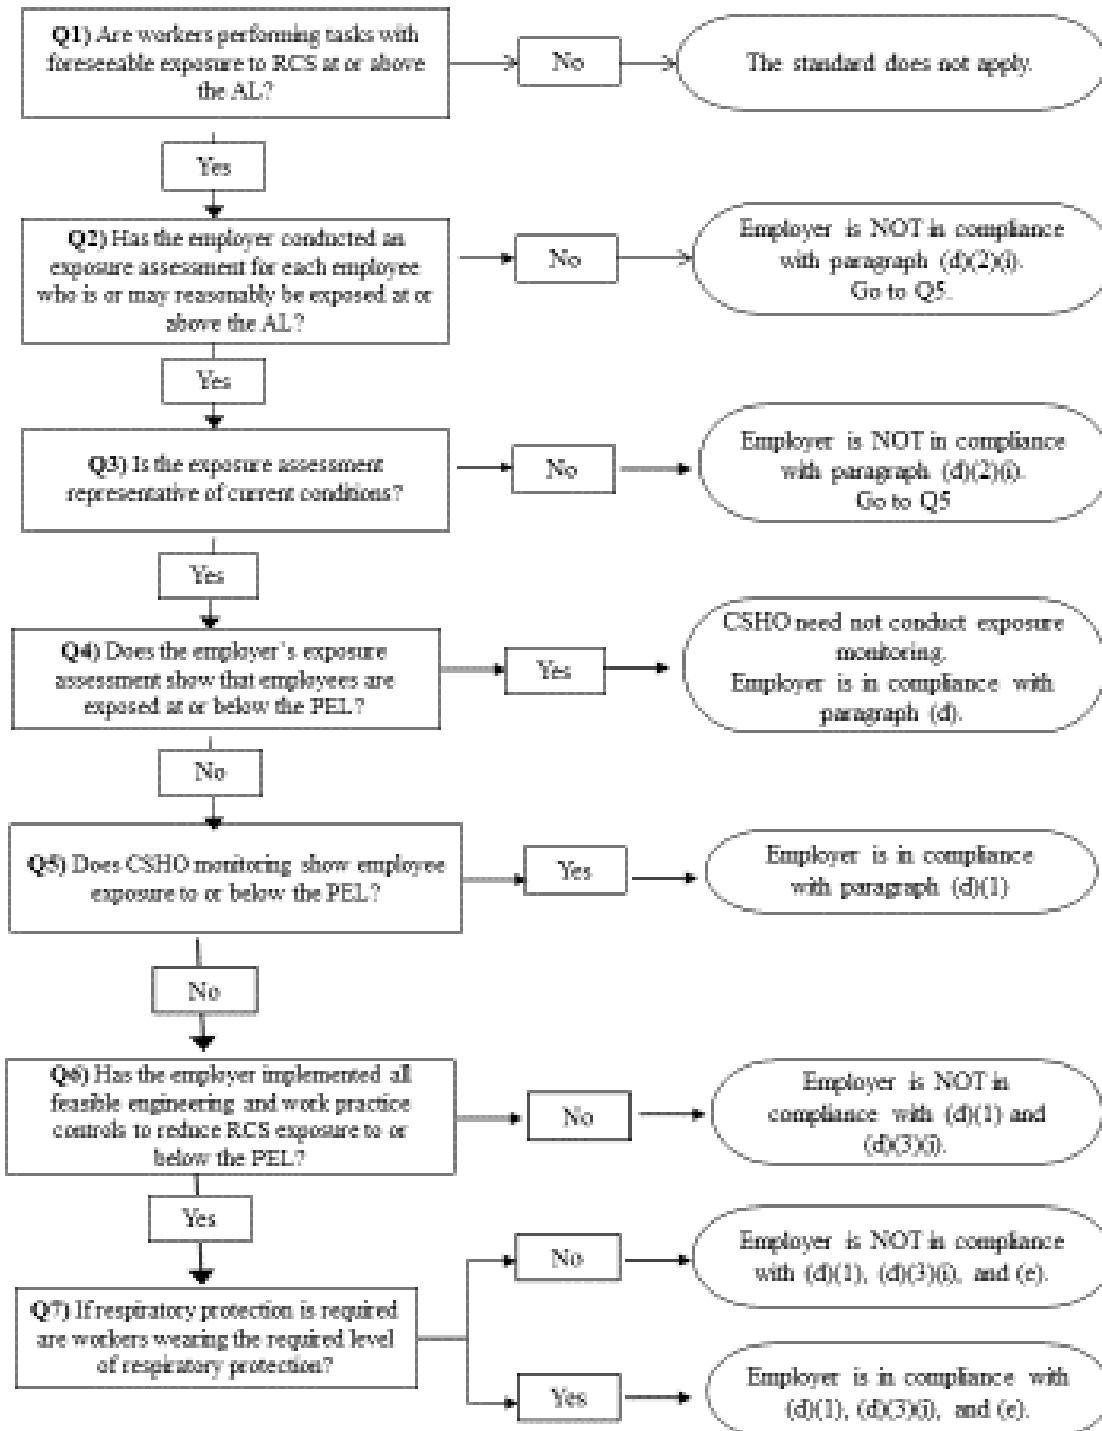 Q1) Are workers performing tasks with
foreseeable exposure to RCS at or above
the AL?
No
The standard does not apply.
Yes
Q2) Has the employer conducted an
exposure assessment for each employee
who is or may reasonably be exposed at or
above the AL?
No
Employer is NOT in compliance
with paragraph (d)(2)(i).
Go to Q5.
Yes
Q3) Is the exposure assessment
representative of current conditions?
No
Employer is NOT in compliance
with paragraph (d)(2)(i).
Go to Q5
Yes
Q4) Does the employer's exposure
assessment show that employees are
exposed at or below the PEL?
Yes
CSHO need not conduct exposure
monitoring.
Employer is in compliance with
paragraph (d).
No
Q5) Does CSHO monitoring show employee
exposure to or below the PEL?
Yes
Employer is in compliance
with paragraph (d)(1)
No
Q6) Has the employer implemented all
feasible engineering and work practice
controls to reduce RCS exposure to or
below the PEL?
No
Employer is NOT in
compliance with (d)(1) and
(d)(3)(i).
Yes
Q7) If respiratory protection is required
are workers wearing the required level
of respiratory protection?
No
Employer is NOT in compliance
with (d)(1), (d)(3)(i), and (e).
Yes
Employer is in compliance with
(d)(1), (d)(3)(i), and (e).